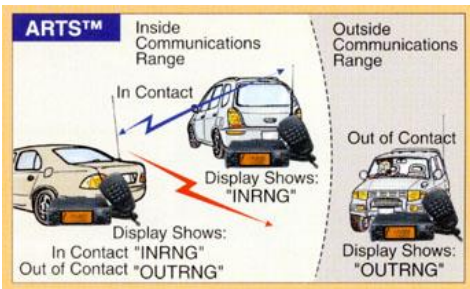 ARTS™
Inside
Communications
Range
Outside
Communications
Range
In Contact
Out of Contact
Display Shows:
"INRNG"
Display Shows:
In Contact "INRNG"
Out of Contact "OUTRNG"
Display Shows:
"OUTRNG"